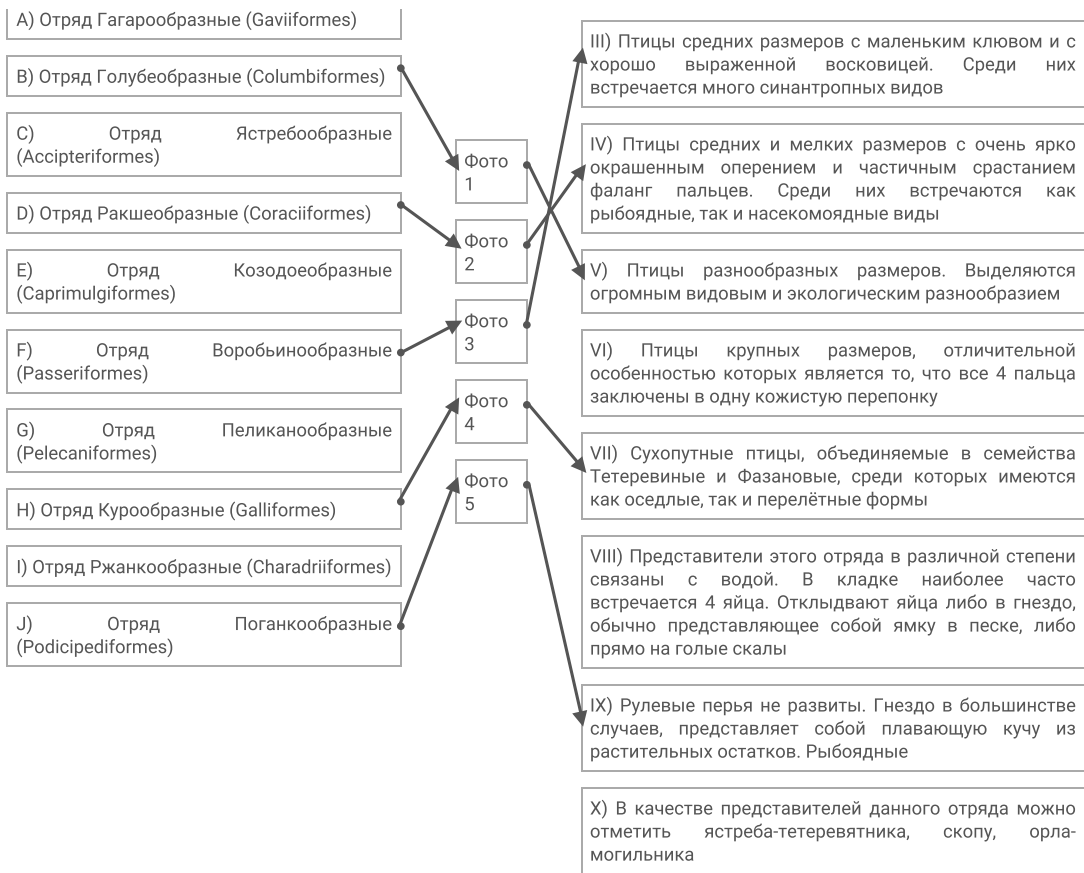 A) Отряд Гагарообразные (Gaviiformes)
B) Отряд Голубеобразные (Columbiformes)
C) Отряд Ястребообразные
(Accipteriformes)
D) Отряд Ракшеобразные (Coraciiformes)
E) Отряд Козодоеобразные
(Caprimulgiformes)
F) Отряд Воробьинообразные
(Passeriformes)
G) Отряд Пеликанообразные
(Pelecaniformes)
H) Отряд Курообразные (Galliformes)
I) Отряд Ржанкообразные (Charadriiformes)
J) Отряд Поганкообразные
(Podicipediformes)
Фото
1
Фото
2
Фото
3
Фото
4
Фото
5
III) Птицы средних размеров с маленьким клювом и с
хорошо выраженной восковицей. Среди них
встречается много синантропных видов
IV) Птицы средних и мелких размеров с очень ярко
окрашенным оперением и частичным срастанием
фаланг пальцев. Среди них встречаются как
рыбоядные, так и насекомоядные виды
V) Птицы разнообразных размеров. Выделяются
огромным видовым и экологическим разнообразием
VI) Птицы крупных размеров, отличительной
особенностью которых является то, что все 4 пальца
заключены в одну кожистую перепонку
VII) Сухопутные птицы, объединяемые в семейства
Тетеревиные и Фазановые, среди которых имеются
как оседлые, так и перелётные формы
VIII) Представители этого отряда в различной степени
связаны с водой. В кладке наиболее часто
встречается 4 яйца. Отклыдвают яйца либо в гнездо,
обычно представляющее собой ямку в песке, либо
прямо на голые скалы
IX) Рулевые перья не развиты. Гнездо в большинстве
случаев, представляет собой плавающую кучу из
растительных остатков. Рыбоядные
X) В качестве представителей данного отряда можно
отметить ястреба-тетеревятника, скопу, орла-
могильника